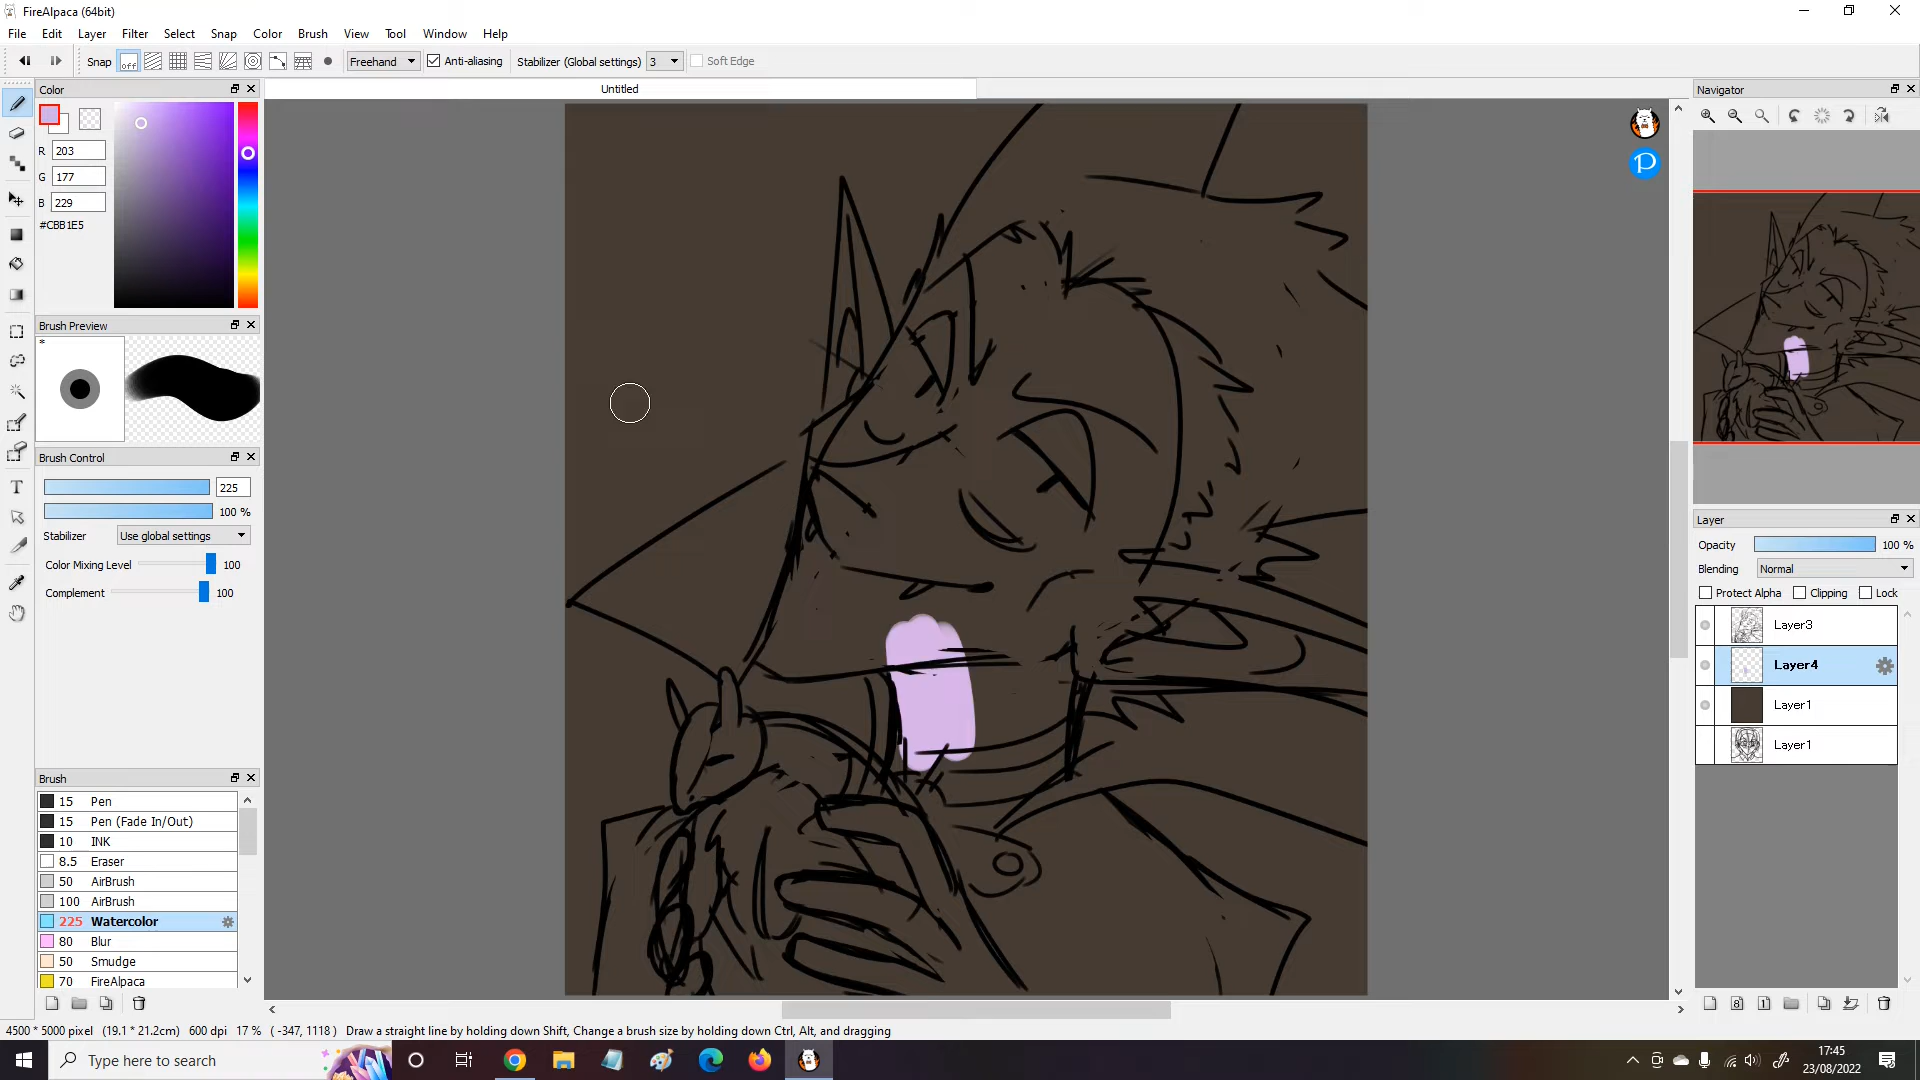 FireAlpaca (64bit)
File Edit Layer Filter Select Snap Color Brush View Tool Window Help
Snap off Freehand Anti-aliasing Stabilizer (Global settings) 3 Soft Edge
Color
Untitled
Navigator
R 203
G 177
B 229
#CBB1E5
Brush Preview
*
Brush Control
225
100 %
Stabilizer Use global settings
Color Mixing Level 100
Complement 100
Layer
Opacity 100 %
Blending Normal
Protect Alpha Clipping Lock
Layer3
Layer4
Layer1
Layer1
Brush
15 Pen
15 Pen (Fade In/Out)
10 INK
8.5 Eraser
50 AirBrush
100 AirBrush
225 Watercolor
80 Blur
50 Smudge
70 FireAlpaca
4500 * 5000 pixel (19.1 * 21.2cm) 600 dpi 17 % ( -347, 1118 ) Draw a straight line by holding down Shift, Change a brush size by holding down Ctrl, Alt, and dragging
Type here to search
17:45
23/08/2022